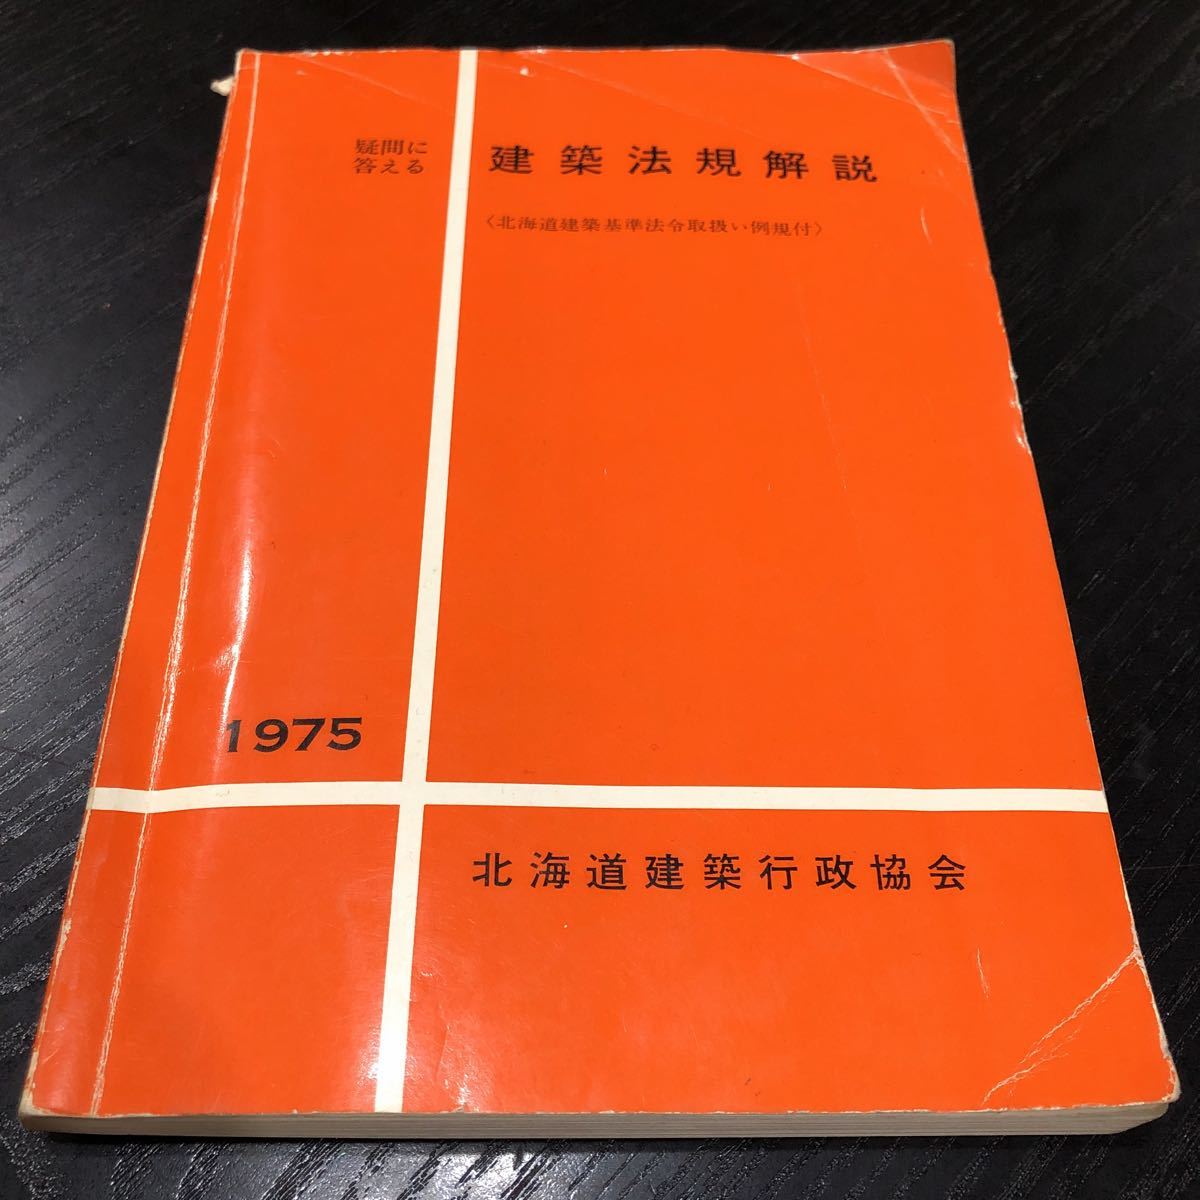 疑問に
答える
建築法規解説
〈北海道建築基準法令取扱い例規付〉
1975
北海道建築行政協会